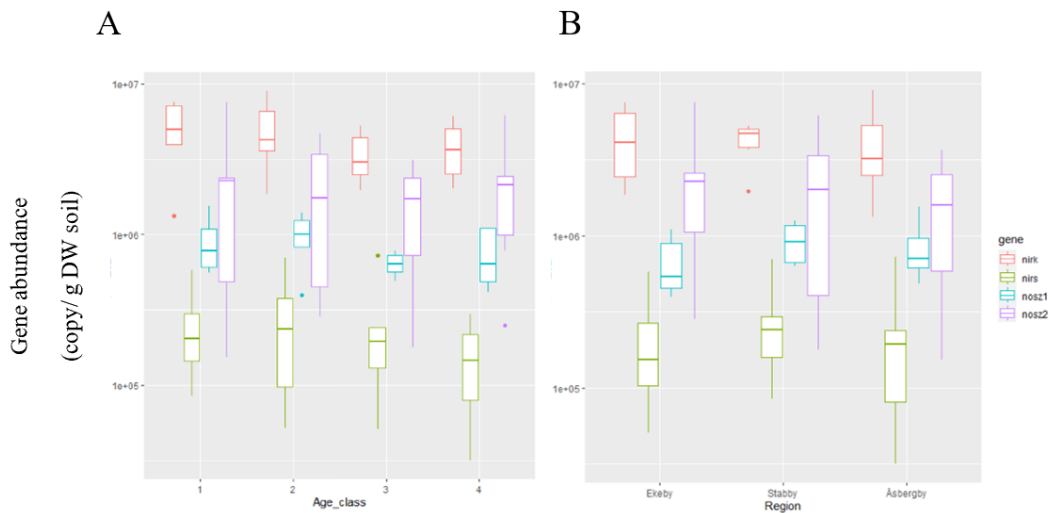 A
B
Gene abundance
(copy/ g DW soil)
1e+07
1e+06
1e+05
1
2
3
4
Age_class
1e+07
1e+06
1e+05
Ekeby
Stabby
Åsbergby
Region
gene
nirk
nirs
nosz1
nosz2